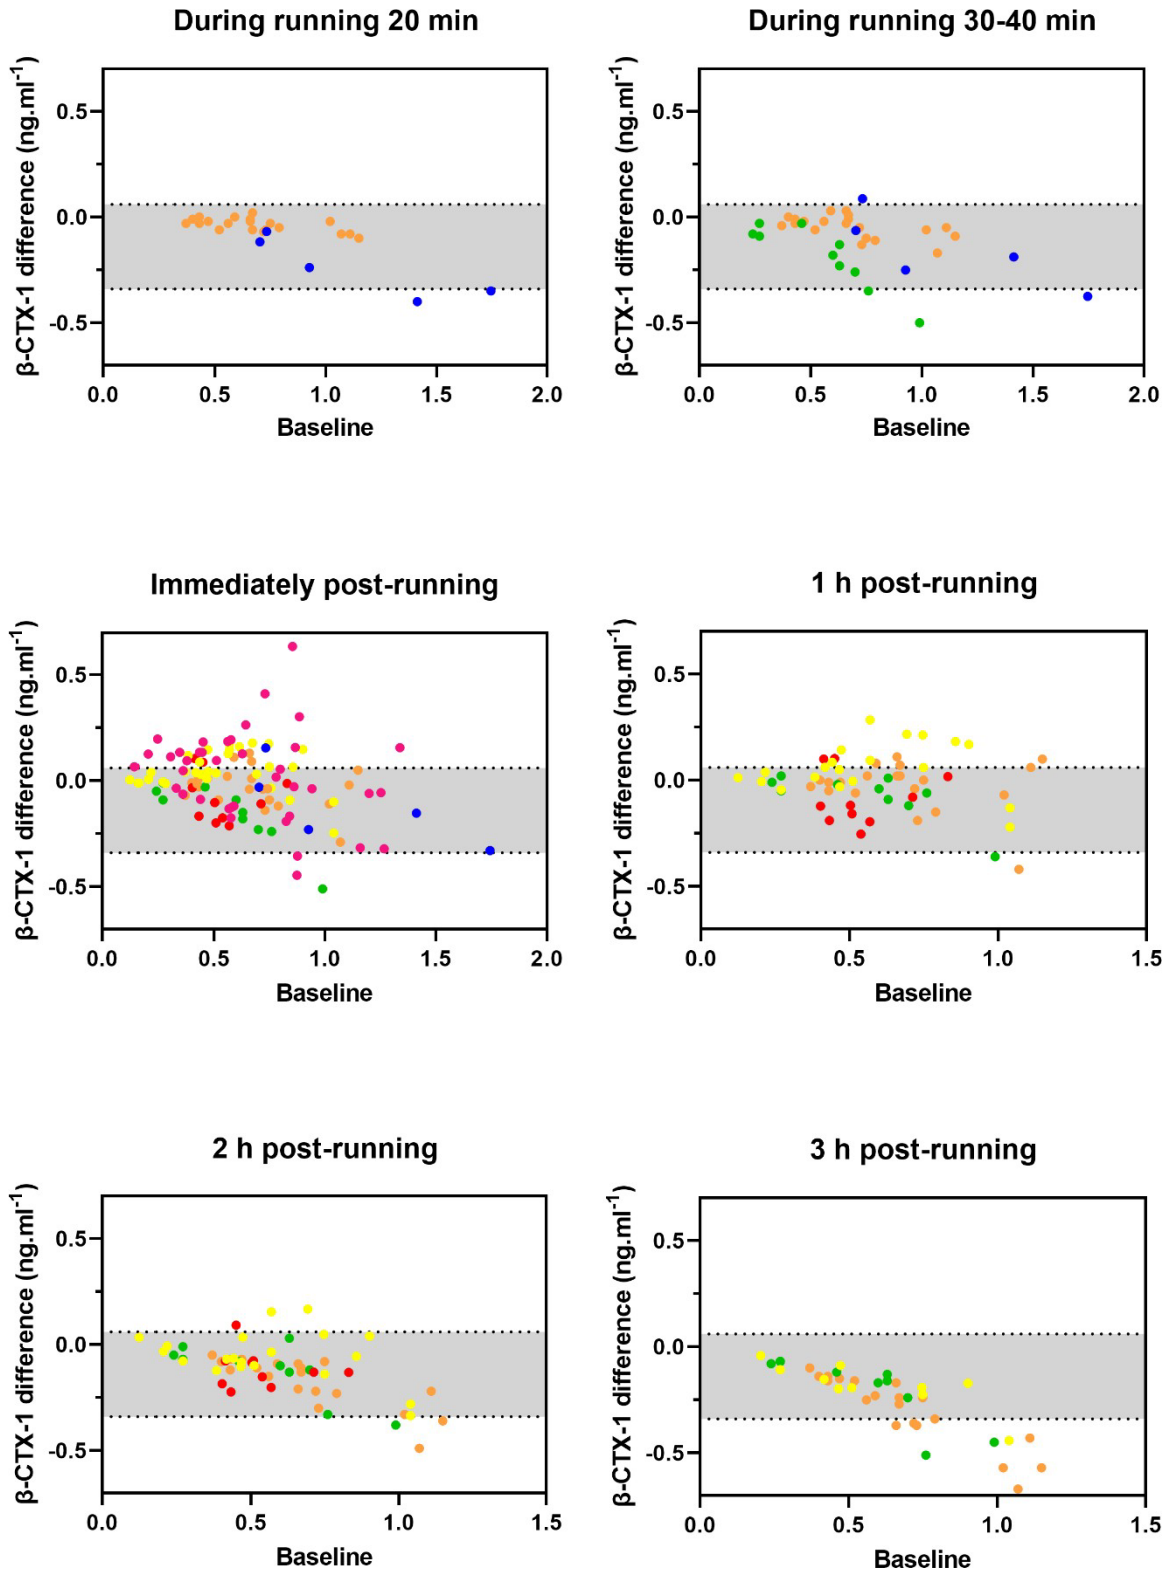 During running 20 min
β-CTX-1 difference (ng.ml-1)
0.5
0.0
-0.5
0.0 0.5 1.0 1.5 2.0
Baseline
During running 30-40 min
β-CTX-1 difference (ng.ml-1)
0.5
0.0
-0.5
0.0 0.5 1.0 1.5 2.0
Baseline
Immediately post-running
β-CTX-1 difference (ng.ml-1)
0.5
0.0
-0.5
0.0 0.5 1.0 1.5 2.0
Baseline
1 h post-running
β-CTX-1 difference (ng.ml-1)
0.5
0.0
-0.5
0.0 0.5 1.0 1.5
Baseline
2 h post-running
β-CTX-1 difference (ng.ml-1)
0.5
0.0
-0.5
0.0 0.5 1.0 1.5
Baseline
3 h post-running
β-CTX-1 difference (ng.ml-1)
0.5
0.0
-0.5
0.0 0.5 1.0 1.5
Baseline